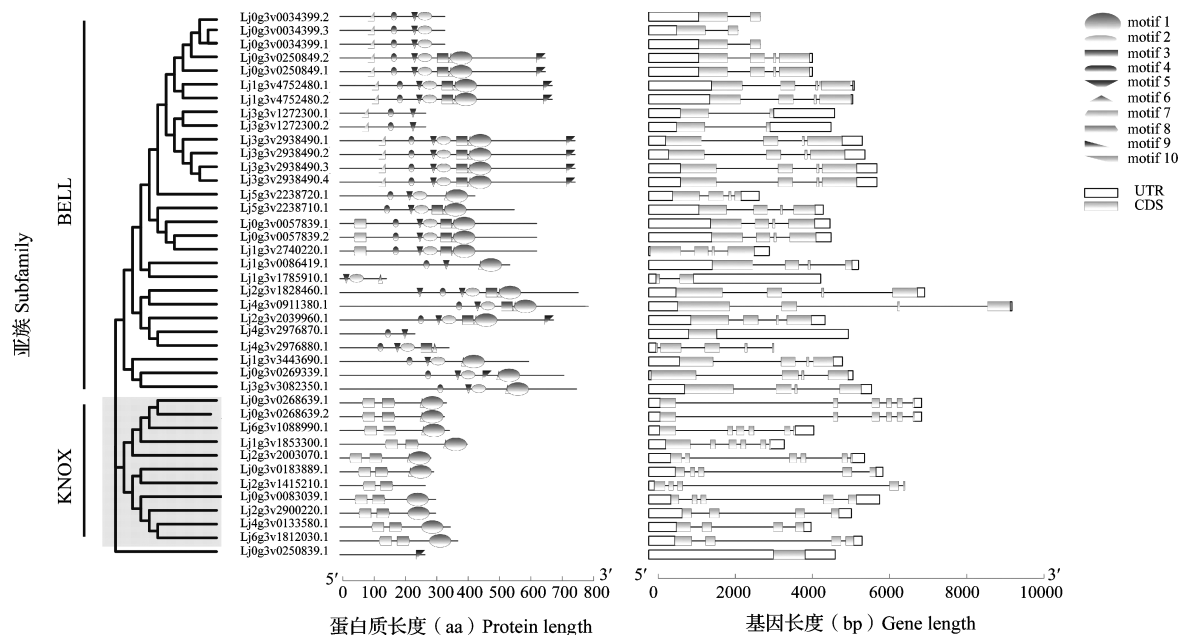 Lj0g3v0034399.2
Lj0g3v0034399.3
Lj0g3v0034399.1
Lj0g3v0250849.2
Lj0g3v0250849.1
Lj1g3v4752480.1
Lj1g3v4752480.2
Lj3g3v1272300.1
Lj3g3v1272300.2
Lj3g3v2938490.1
Lj3g3v2938490.2
Lj3g3v2938490.3
Lj3g3v2938490.4
Lj5g3v2238720.1
Lj5g3v2238710.1
Lj0g3v0057839.1
Lj0g3v0057839.2
Lj1g3v2740220.1
Lj1g3v0086419.1
Lj1g3v1785910.1
Lj2g3v1828460.1
Lj4g3v0911380.1
Lj2g3v2039960.1
Lj4g3v2976870.1
Lj4g3v2976880.1
Lj1g3v3443690.1
Lj0g3v0269339.1
Lj3g3v3082350.1
Lj0g3v0268639.1
Lj0g3v0268639.2
Lj6g3v1088990.1
Lj1g3v1853300.1
Lj2g3v2003070.1
Lj0g3v0183889.1
Lj2g3v1415210.1
Lj0g3v0083039.1
Lj2g3v2900220.1
Lj4g3v0133580.1
Lj6g3v1812030.1
Lj0g3v0250839.1
亚族 Subfamily
BELL
KNOX
5′ 3′
0 100 200 300 400 500 600 700 800
蛋白质长度（aa）Protein length
5′ 3′
0 2000 4000 6000 8000 10000
基因长度（bp）Gene length
motif 1
motif 2
motif 3
motif 4
motif 5
motif 6
motif 7
motif 8
motif 9
motif 10
UTR
CDS